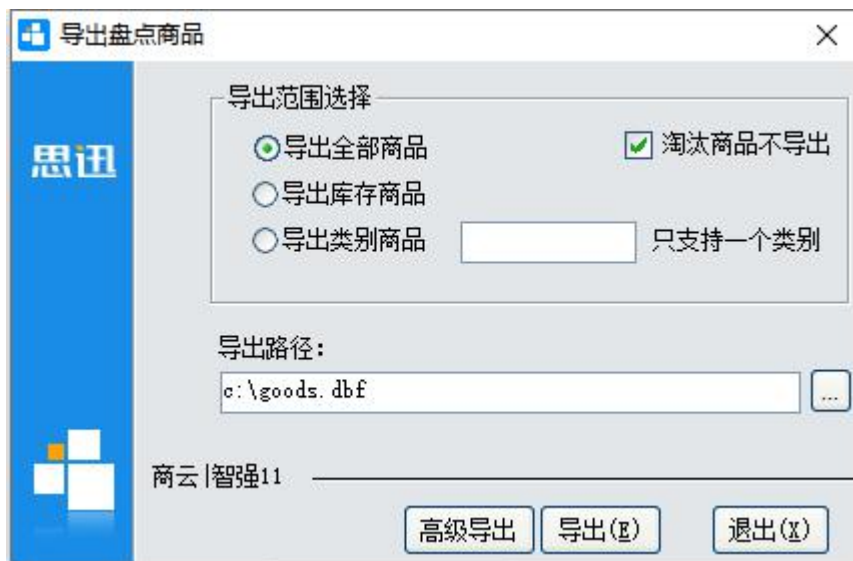 导出盘点商品
思迅
导出范围选择
导出全部商品 淘汰商品不导出
导出库存商品
导出类别商品 只支持一个类别
导出路径:
c:\goods.dbf ...
商云|智强11
高级导出 导出(E) 退出(X)